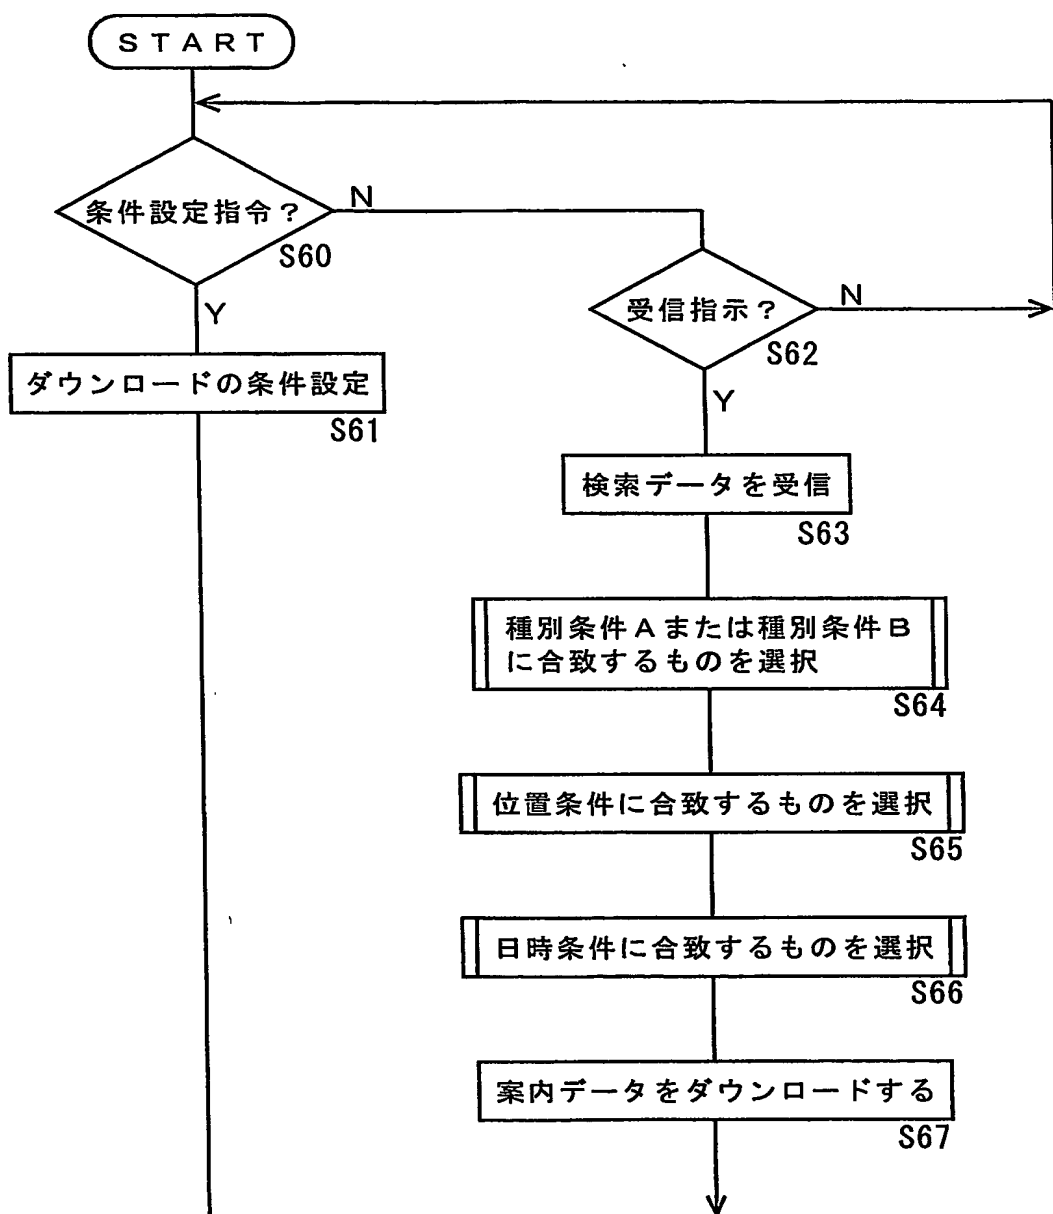 START
条件設定指令?
N
S60
Y
受信指示?
N
S62
Y
ダウンロードの条件設定
S61
検索データを受信
S63
種別条件Aまたは種別条件B
に合致するものを選択
S64
位置条件に合致するものを選択
S65
日時条件に合致するものを選択
S66
案内データをダウンロードする
S67